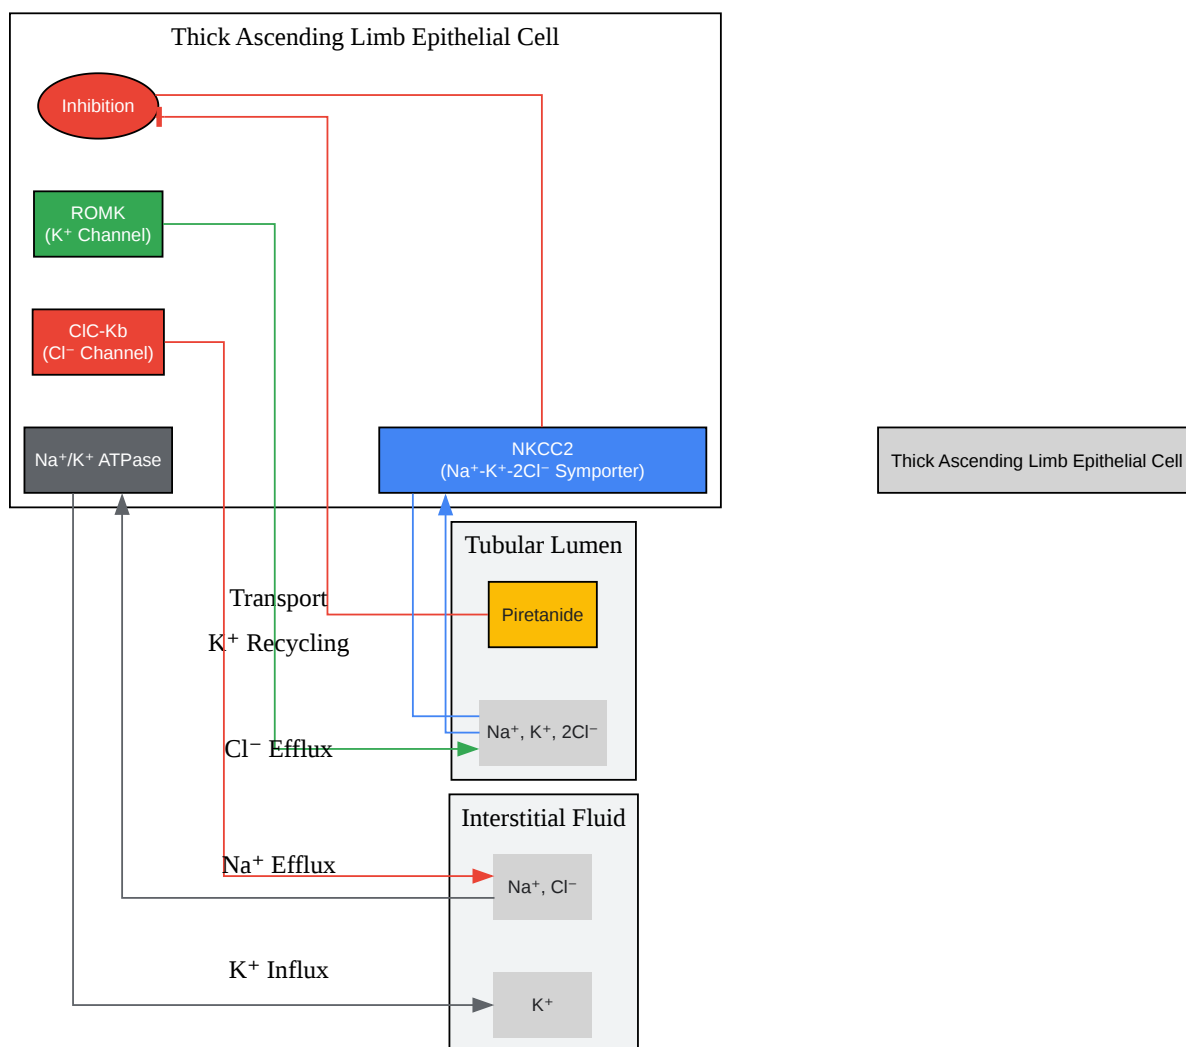 Thick Ascending Limb Epithelial Cell
Inhibition
ROMK
(K⁺ Channel)
ClC-Kb
(Cl⁻ Channel)
Na⁺/K⁺ ATPase
NKCC2
(Na⁺-K⁺-2Cl⁻ Symporter)
Thick Ascending Limb Epithelial Cell
Tubular Lumen
Transport
Piretanide
K⁺ Recycling
Na⁺, K⁺, 2Cl⁻
Cl⁻ Efflux
Interstitial Fluid
Na⁺ Efflux
Na⁺, Cl⁻
K⁺ Influx
K⁺